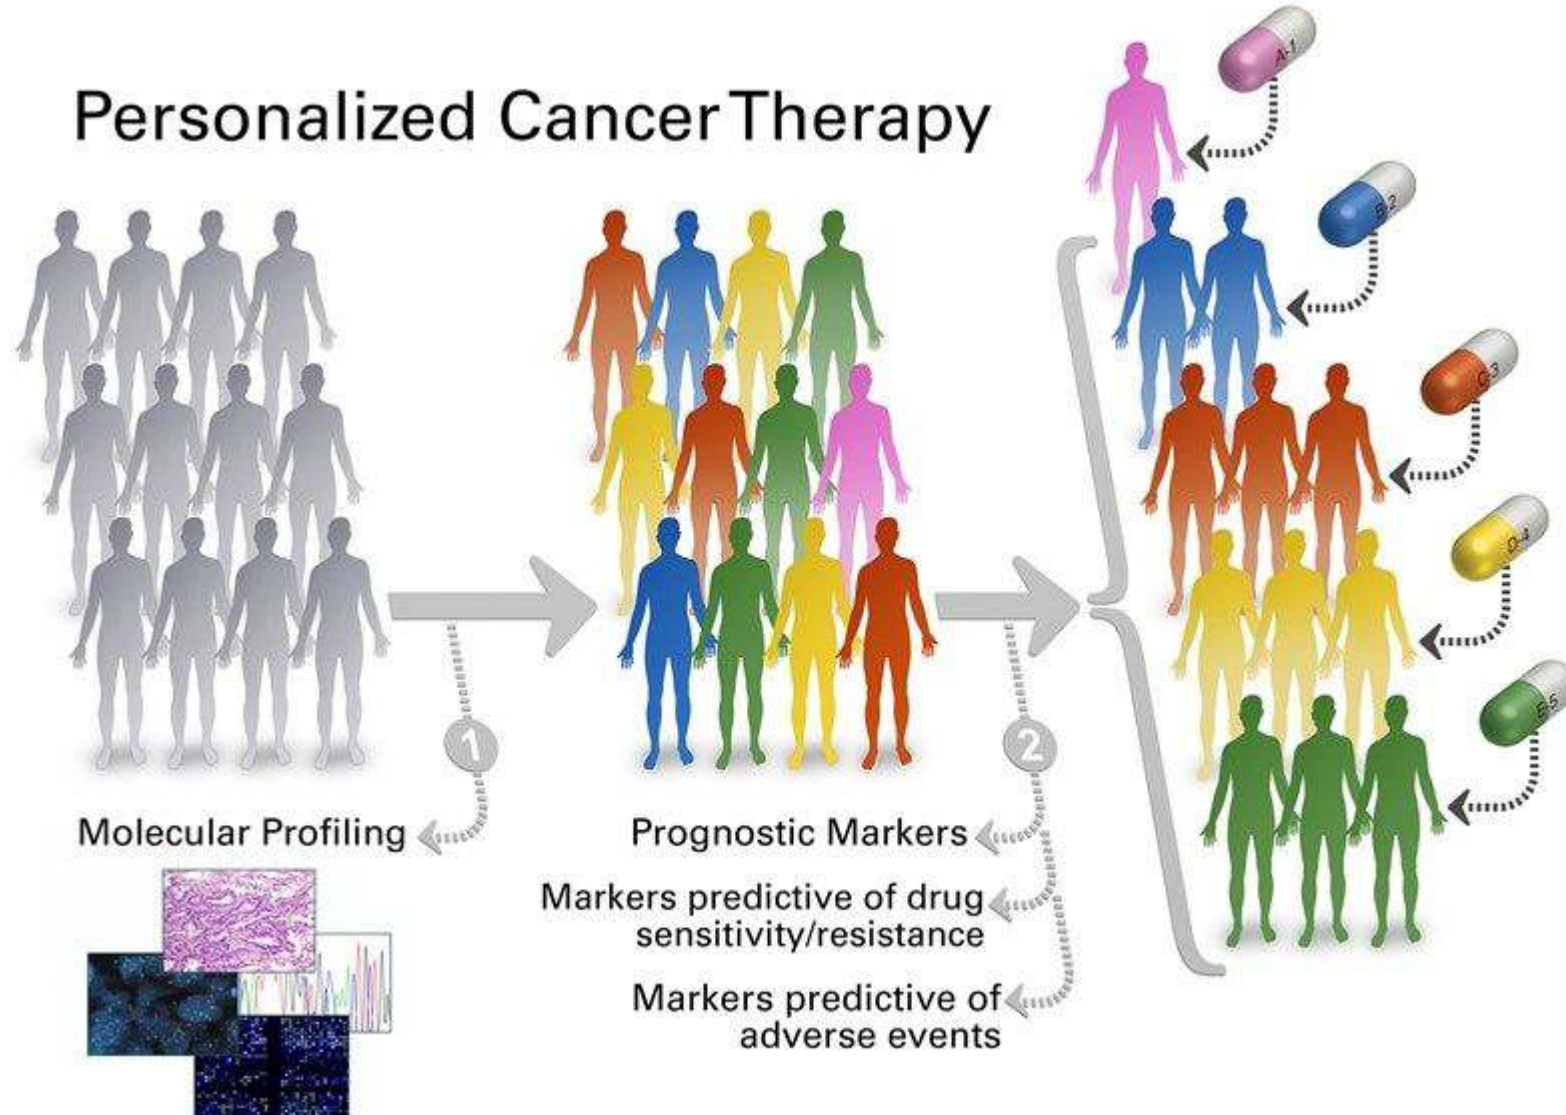 Personalized Cancer Therapy
A-1
B-2
C-3
D-4
E-5
1
2
Molecular Profiling
Prognostic Markers
Markers predictive of drug
sensitivity/resistance
Markers predictive of
adverse events